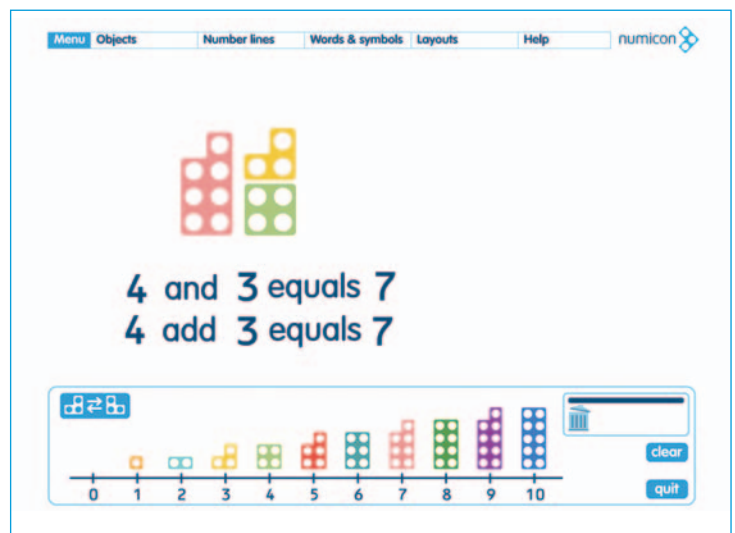 Menu Objects Number lines Words & symbols Layouts Help numicon
4 and 3 equals 7
4 add 3 equals 7
clear
0 1 2 3 4 5 6 7 8 9 10
quit